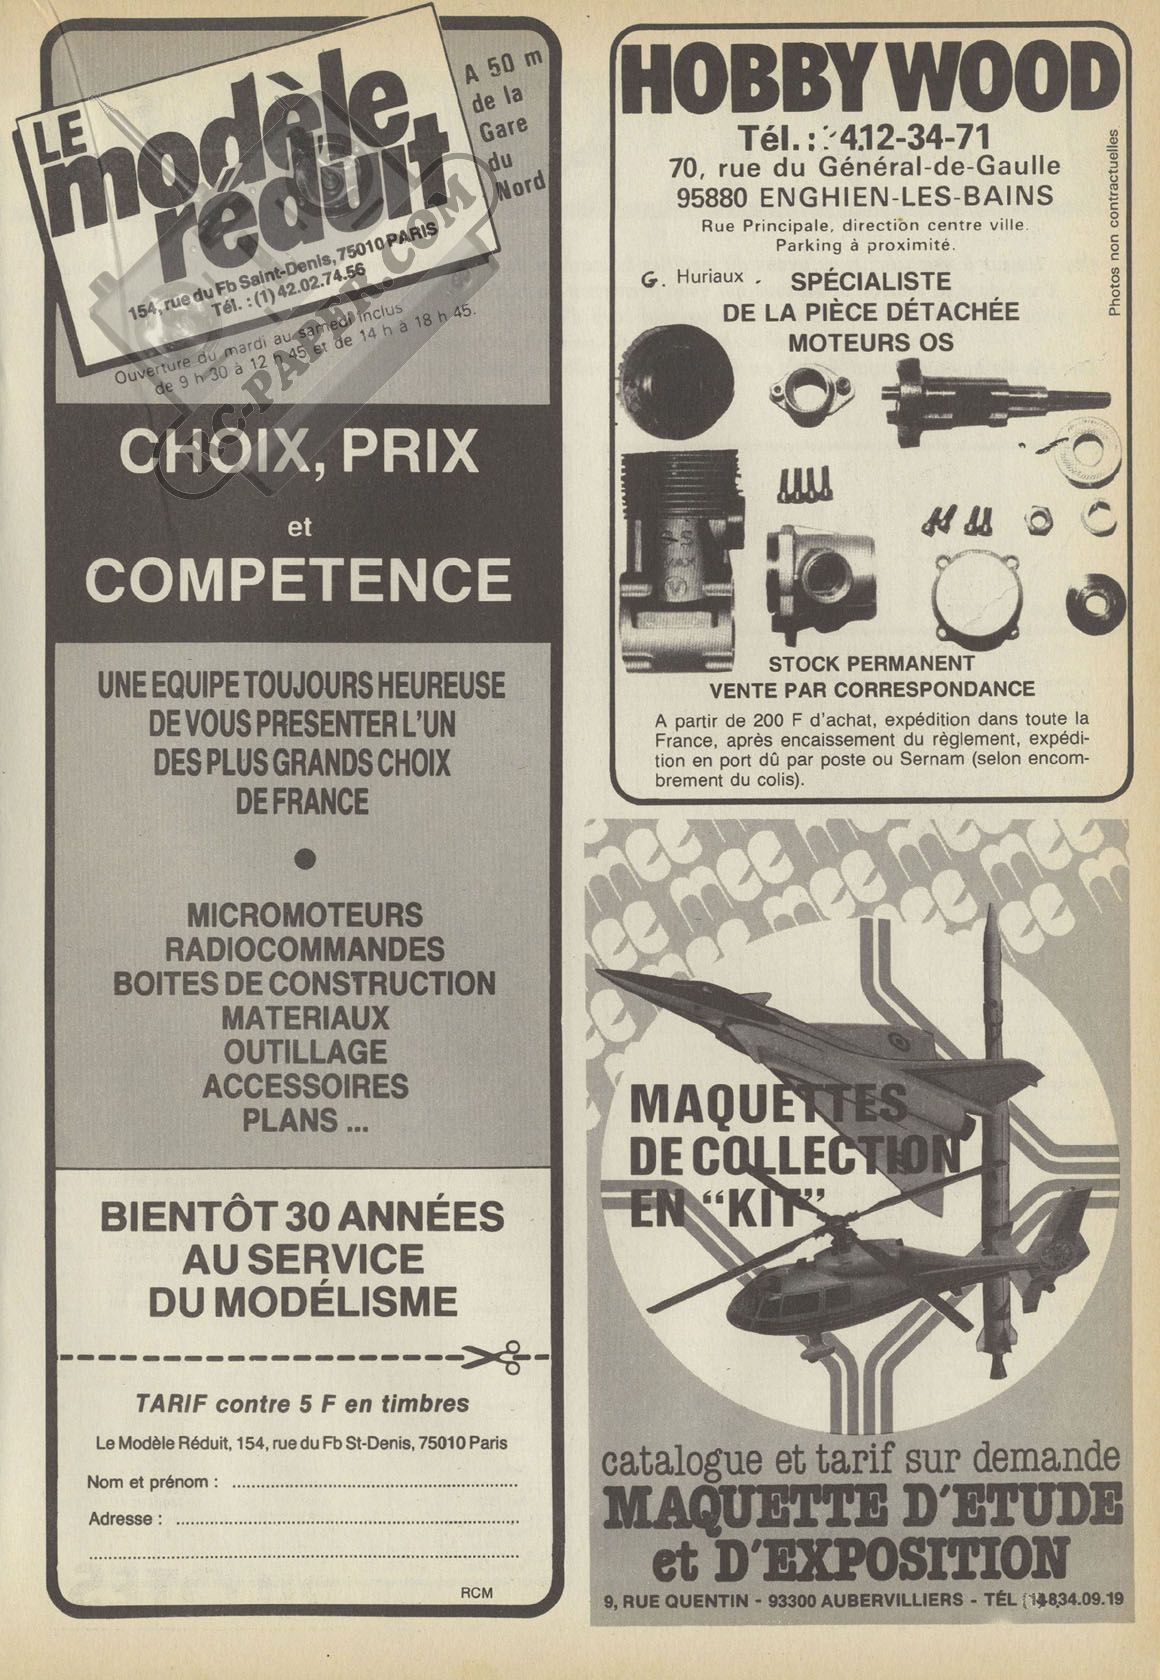 LE
modèle
réduit
A 50 m
de la
Gare
du
Nord
154, rue du Fb Saint-Denis, 75010 PARIS
Tél. : (1) 42.02.74.56
Ouverture du mardi au samedi inclus
de 9 h 30 à 12 h 45 et de 14 h à 18 h 45.
RC-PAPER.COM
CHOIX, PRIX
et
COMPETENCE
UNE EQUIPE TOUJOURS HEUREUSE
DE VOUS PRESENTER L'UN
DES PLUS GRANDS CHOIX
DE FRANCE
MICROMOTEURS
RADIOCOMMANDES
BOITES DE CONSTRUCTION
MATERIAUX
OUTILLAGE
ACCESSOIRES
PLANS ...
BIENTÔT 30 ANNÉES
AU SERVICE
DU MODÉLISME
TARIF contre 5 F en timbres
Le Modèle Réduit, 154, rue du Fb St-Denis, 75010 Paris
Nom et prénom :
Adresse :
RCM
HOBBY WOOD
Tél. : 412-34-71
70, rue du Général-de-Gaulle
95880 ENGHIEN-LES-BAINS
Rue Principale, direction centre ville.
Parking à proximité.
G. Huriaux .
SPÉCIALISTE
DE LA PIÈCE DÉTACHÉE
MOTEURS OS
Photos non contractuelles
STOCK PERMANENT
VENTE PAR CORRESPONDANCE
A partir de 200 F d'achat, expédition dans toute la
France, après encaissement du règlement, expédi-
tion en port dû par poste ou Sernam (selon encom-
brement du colis).
mee mee mee
MAQUETTES
DE COLLECTION
EN "KIT"
catalogue et tarif sur demande
MAQUETTE D'ETUDE
et D'EXPOSITION
9, RUE QUENTIN - 93300 AUBERVILLIERS - TÉL
34.09.19